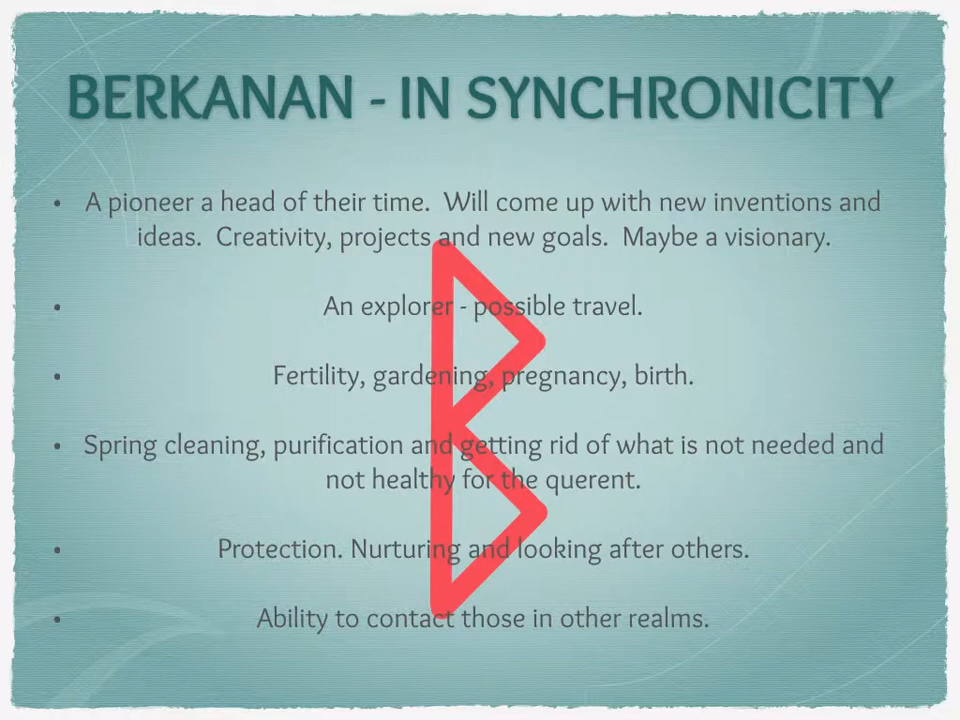 BERKANAN - IN SYNCHRONICITY
• A pioneer a head of their time.  Will come up with new inventions and
ideas.  Creativity, projects and new goals.  Maybe a visionary.
• An explorer - possible travel.
• Fertility, gardening, pregnancy, birth.
• Spring cleaning, purification and getting rid of what is not needed and
not healthy for the querent.
• Protection. Nurturing and looking after others.
• Ability to contact those in other realms.